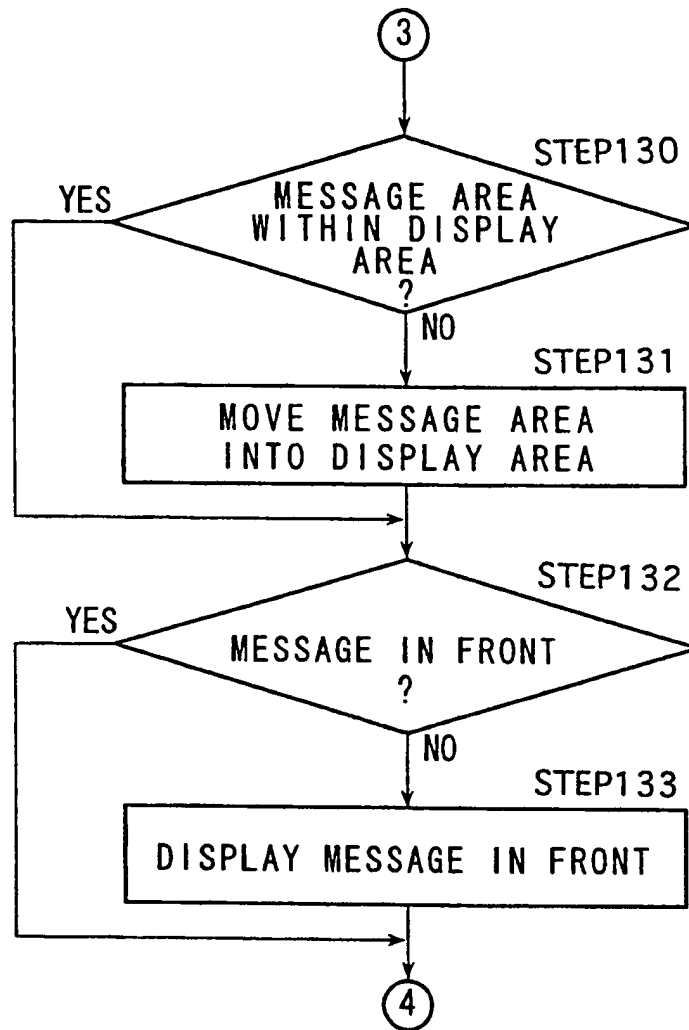 3
STEP130
YES
MESSAGE AREA
WITHIN DISPLAY
AREA
?
NO
STEP131
MOVE MESSAGE AREA
INTO DISPLAY AREA
STEP132
YES
MESSAGE IN FRONT
?
NO
STEP133
DISPLAY MESSAGE IN FRONT
4